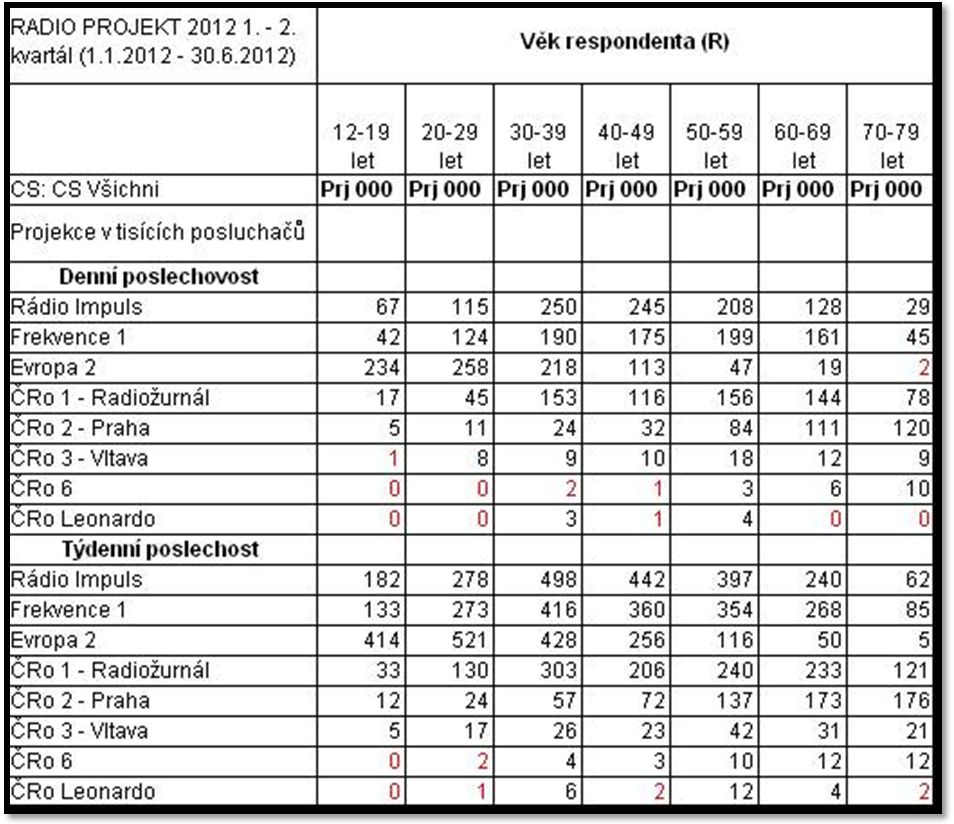 RADIO PROJEKT 2012 1. - 2.
kvartál (1.1.2012 - 30.6.2012)
Věk respondenta (R)
12-19 let 20-29 let 30-39 let 40-49 let 50-59 let 60-69 let 70-79 let
CS: CS Všichni Prj 000 Prj 000 Prj 000 Prj 000 Prj 000 Prj 000 Prj 000
Projekce v tisících posluchačů
Denní poslechovost
Rádio Impuls 67 115 250 245 208 128 29
Frekvence 1 42 124 190 175 199 161 45
Evropa 2 234 258 218 113 47 19 2
ČRo 1 - Radiožurnál 17 45 153 116 156 144 78
ČRo 2 - Praha 5 11 24 32 84 111 120
ČRo 3 - Vltava 1 8 9 10 18 12 9
ČRo 6 0 0 2 1 3 6 10
ČRo Leonardo 0 0 3 1 4 0 0
Týdenní poslechost
Rádio Impuls 182 278 498 442 397 240 62
Frekvence 1 133 273 416 360 354 268 85
Evropa 2 414 521 428 256 116 50 5
ČRo 1 - Radiožurnál 33 130 303 206 240 233 121
ČRo 2 - Praha 12 24 57 72 137 173 176
ČRo 3 - Vltava 5 17 26 23 42 31 21
ČRo 6 0 2 4 3 10 12 12
ČRo Leonardo 0 1 6 2 12 4 2